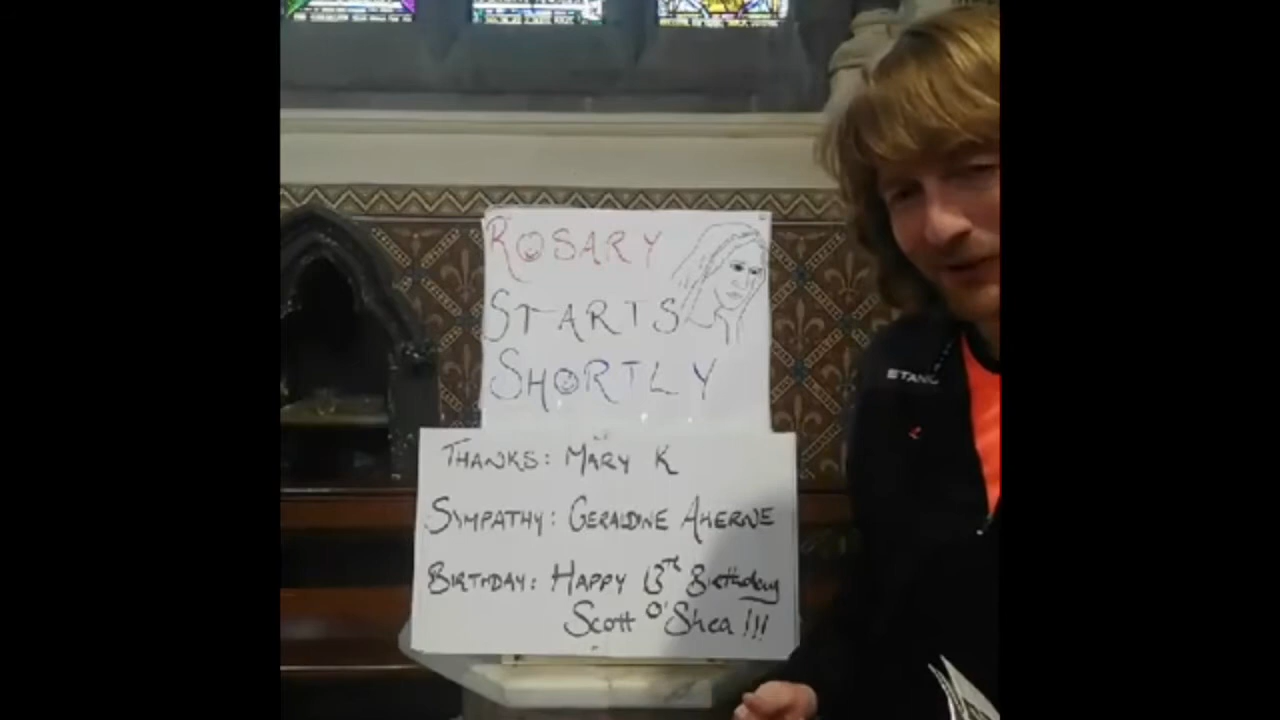 ROSARY
STARTS
SHORTLY
THANKS: MARY K
SYMPATHY: GERALDINE AHERNE
BIRTHDAY: HAPPY 13TH Birthday
Scott O'Shea !!!